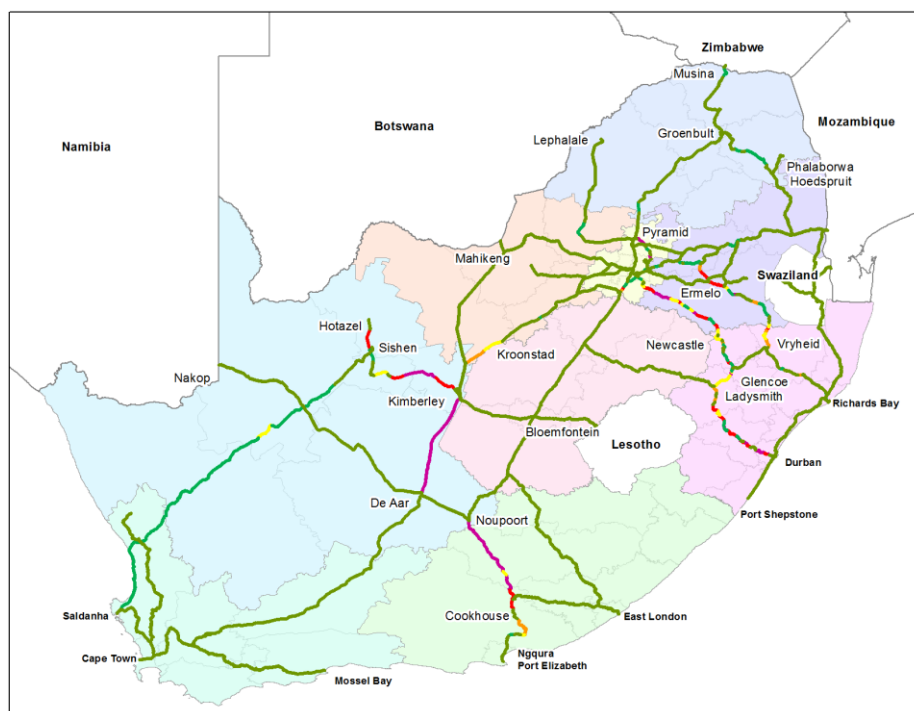 Zimbabwe
Musina
Mozambique
Botswana
Groenbult
Lephalale
Namibia
Phalaborwa
Hoedspruit
Pyramid
Mahikeng
Swaziland
Ermelo
Hotazel
Sishen
Newcastle
Vryheid
Kroonstad
Nakop
Glencoe
Ladysmith
Kimberley
Richards Bay
Bloemfontein
Lesotho
Durban
De Aar
Port Shepstone
Noupoort
Saldanha
Cookhouse
East London
Cape Town
Ngqura
Port Elizabeth
Mossel Bay